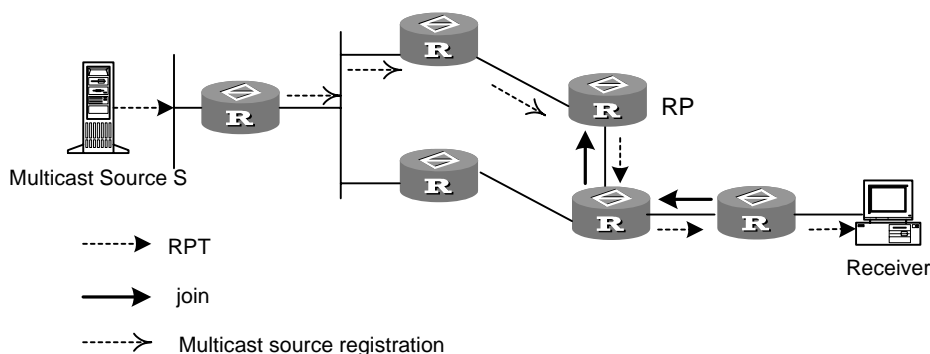 R
R
R
RP
Multicast Source S
R
R
R
Receiver
RPT
join
Multicast source registration